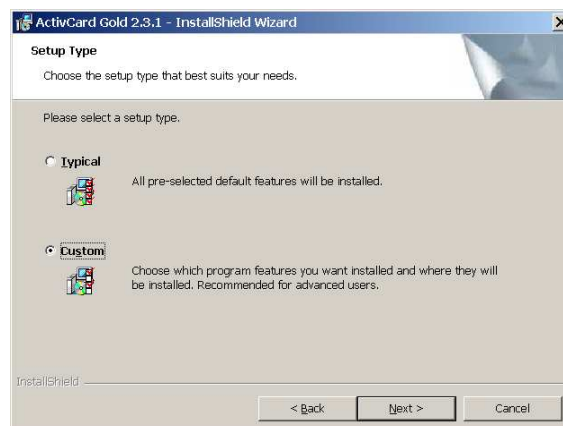 ActivCard Gold 2.3.1 - InstallShield Wizard
Setup Type
Choose the setup type that best suits your needs.
Please select a setup type.
Typical
All pre-selected default features will be installed.
Custom
Choose which program features you want installed and where they will
be installed. Recommended for advanced users.
InstallShield
< Back Next > Cancel